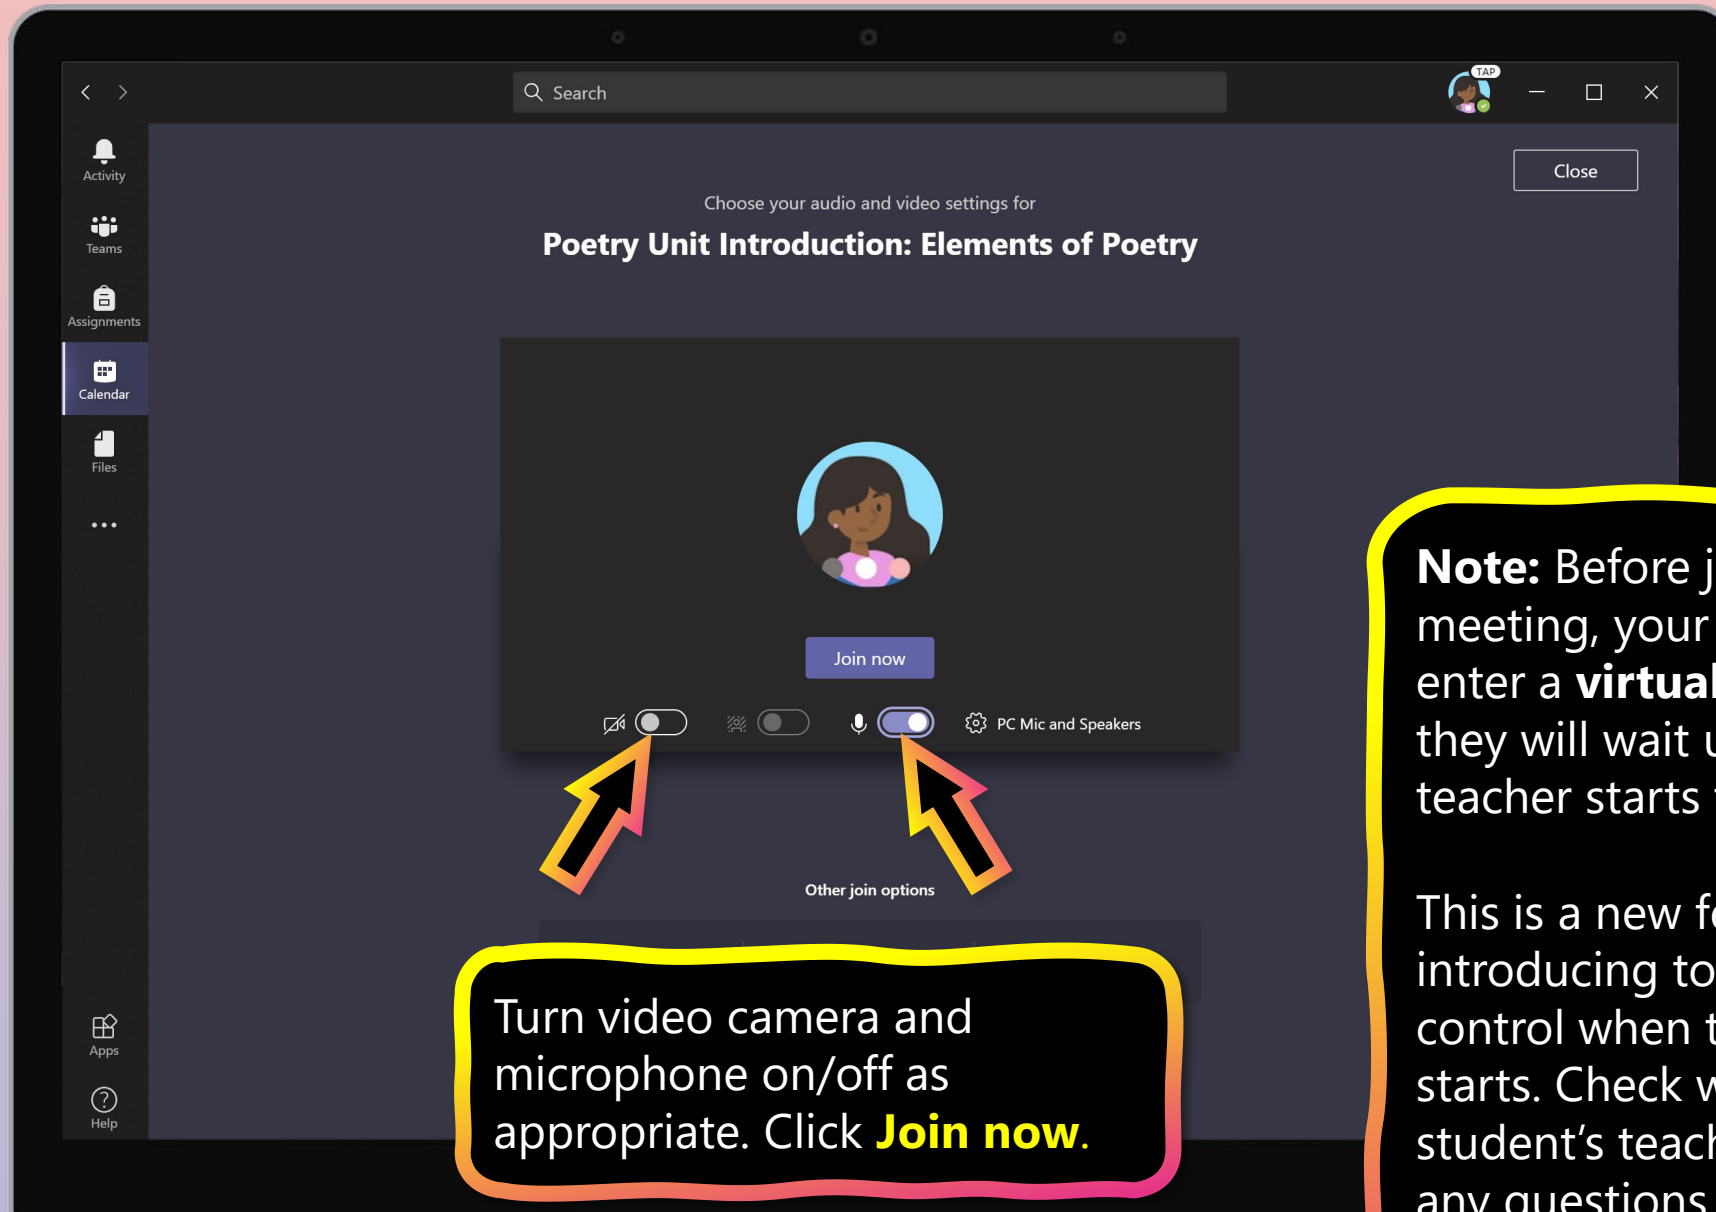 Search
TAP
Activity
Teams
Assignments
Calendar
Files
Apps
Help
Close
Choose your audio and video settings for
Poetry Unit Introduction: Elements of Poetry
Join now
PC Mic and Speakers
Other join options
Turn video camera and
microphone on/off as
appropriate. Click Join now.
Note: Before
meeting, your
enter a virtual
they will wait
teacher starts
This is a new
introducing to
control when
starts. Check
student's
any questions